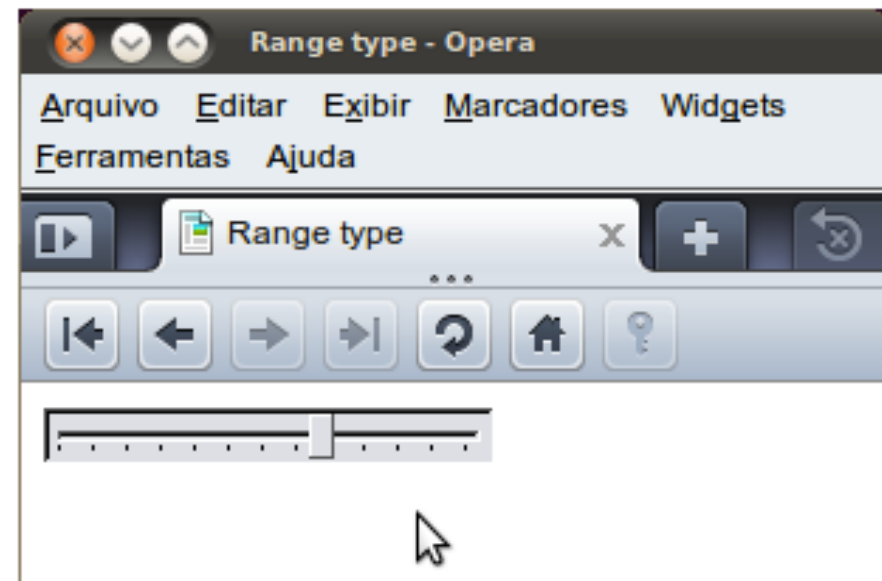 Range type - Opera
Arquivo Editar Exibir Marcadores Widgets
Ferramentas Ajuda
Range type